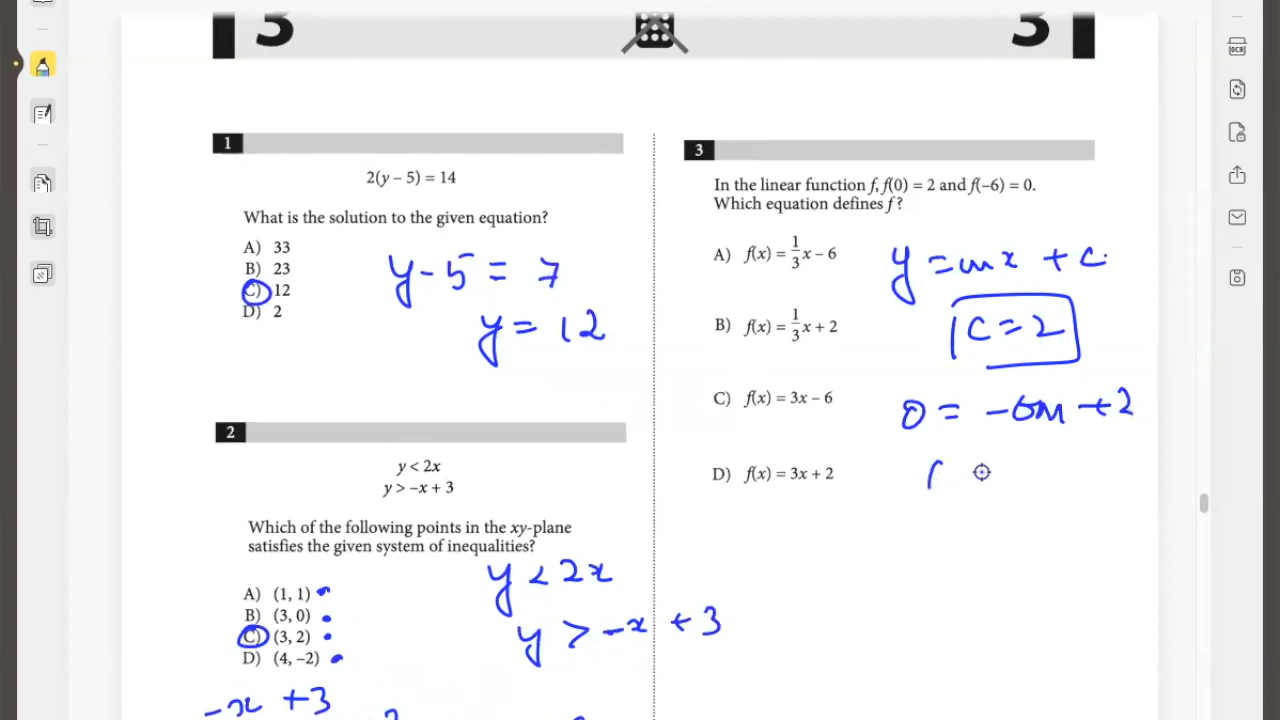 3 3
1
2(y – 5) = 14
What is the solution to the given equation?
A) 33
B) 23
C) 12
D) 2
y - 5 = 7
y = 12
2
y < 2x
y > –x + 3
Which of the following points in the xy-plane
satisfies the given system of inequalities?
A) (1, 1)
B) (3, 0)
C) (3, 2)
D) (4, –2)
y < 2x
y > -x + 3
-x + 3
3
In the linear function f, f(0) = 2 and f(–6) = 0.
Which equation defines f?
A) f(x) = 1/3 x – 6
B) f(x) = 1/3 x + 2
C) f(x) = 3x – 6
D) f(x) = 3x + 2
y = mx + c
c = 2
0 = -6m + 2
OCR